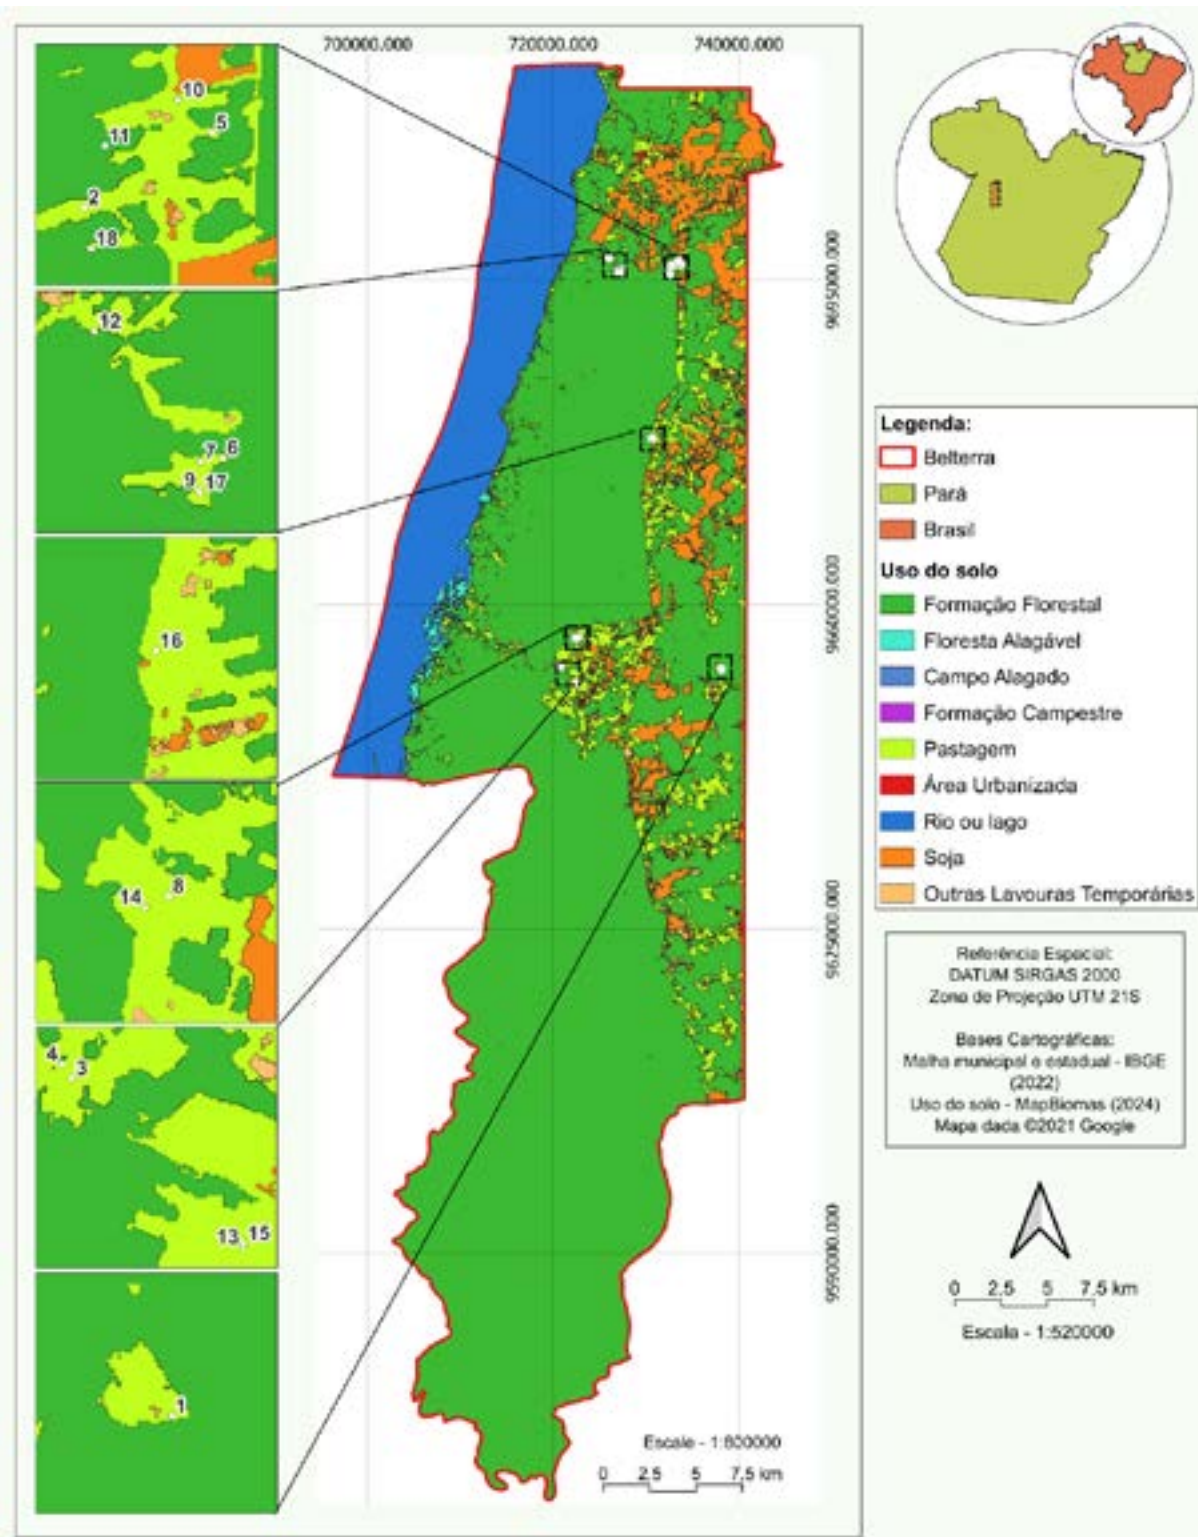 700000.000 720000.000 740000.000
10
5
11
2
18
12
7 6
9 17
16
8
14
4
3
13 15
1
9695000.000
9660000.000
9625000.000
9590000.000
Escala - 1:800000
0 2,5 5 7,5 km
Legenda:
Belterra
Pará
Brasil
Uso do solo
Formação Florestal
Floresta Alagável
Campo Alagado
Formação Campestre
Pastagem
Área Urbanizada
Rio ou lago
Soja
Outras Lavouras Temporárias
Referência Espacial:
DATUM SIRGAS 2000
Zona de Projeção UTM 21S
Bases Cartográficas:
Malha municipal e estadual - IBGE
(2022)
Uso do solo - MapBiomas (2024)
Mapa dada ©2021 Google
0 2,5 5 7,5 km
Escala - 1:520000